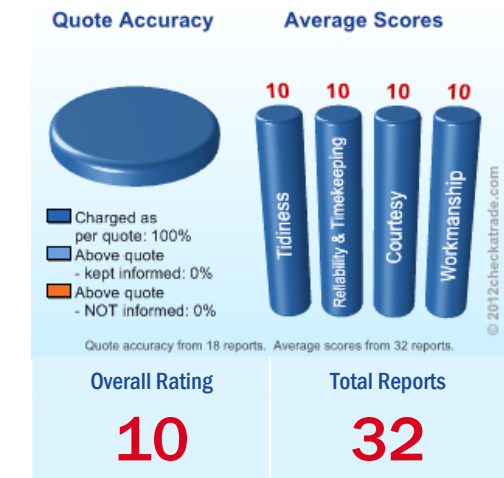 Quote Accuracy
Average Scores
10 10 10 10
Tidiness
Reliability & Timekeeping
Courtesy
Workmanship
Charged as
per quote: 100%
Above quote
- kept informed: 0%
Above quote
- NOT informed: 0%
© 2012checkatrade.com
Quote accuracy from 18 reports. Average scores from 32 reports.
Overall Rating
10
Total Reports
32